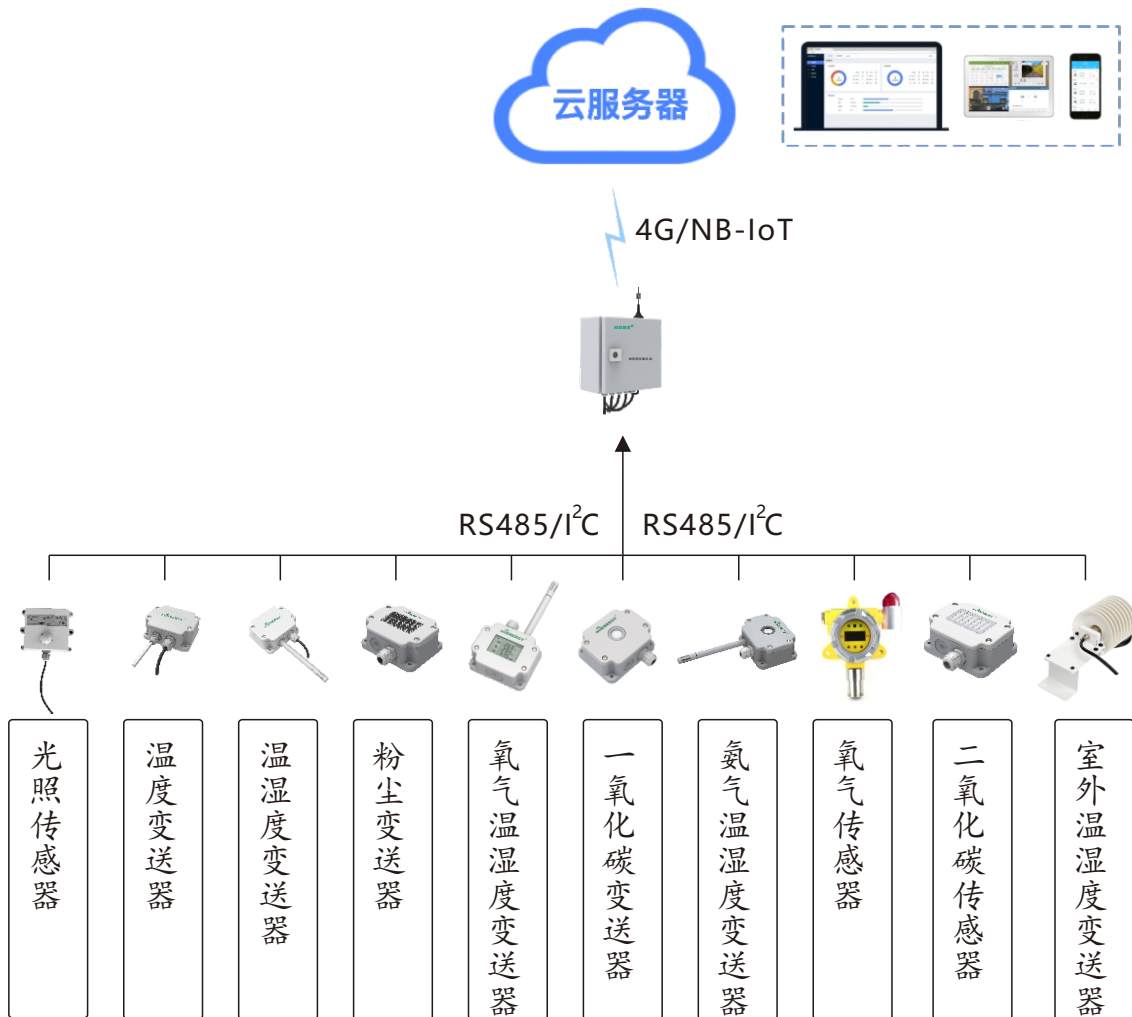 云服务器
4G/NB-IoT
RS485/I²C
RS485/I²C
光照传感器
温度变送器
温湿度变送器
粉尘变送器
氧气温湿度变送器
一氧化碳变送器
氨气温湿度变送器
氧气传感器
二氧化碳传感器
室外温湿度变送器